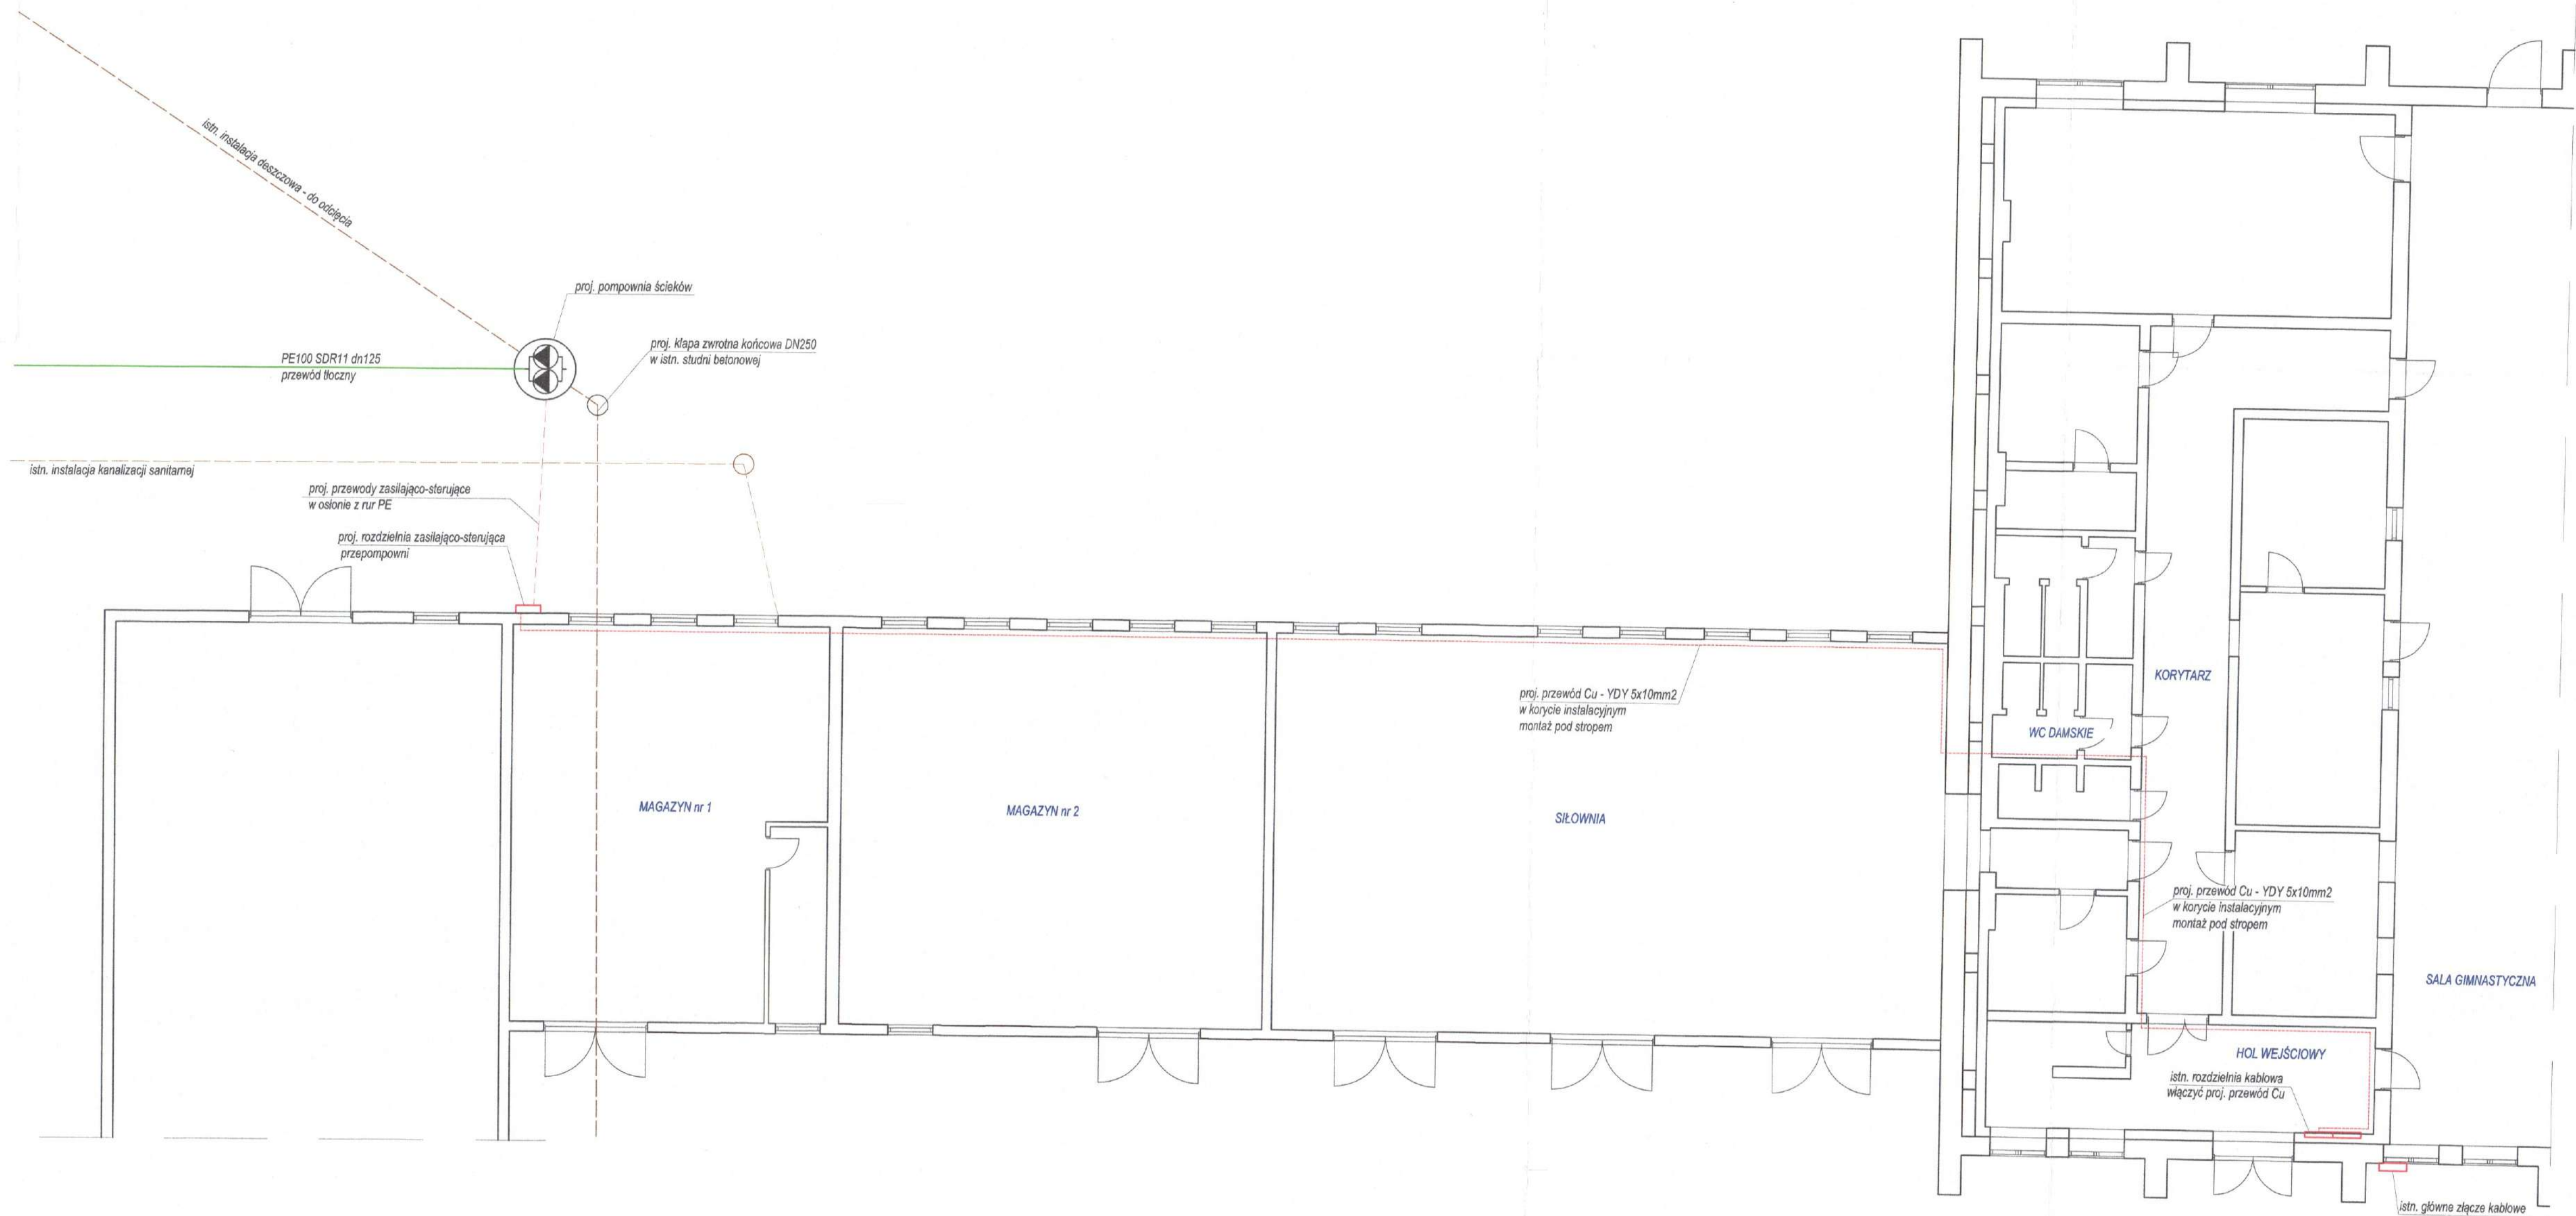 istn. instalacja deszczowa - do odcięcia
proj. pompownia ścieków
proj. klapa zwrotna końcowa DN250
w istn. studni betonowej
PE100 SDR11 dn125
przewód tłoczny
istn. instalacja kanalizacji sanitarnej
proj. przewody zasilająco-sterujące
w osłonie z rur PE
proj. rozdzielnia zasilająco-sterująca
przepompowni
proj. przewód Cu - YDY 5x10mm2
w korycie instalacyjnym
montaż pod stropem
KORYTARZ
WC DAMSKIE
MAGAZYN nr 1
MAGAZYN nr 2
SIŁOWNIA
proj. przewód Cu - YDY 5x10mm2
w korycie instalacyjnym
montaż pod stropem
SALA GIMNASTYCZNA
HOL WEJŚCIOWY
istn. rozdzielnia kablowa
włączyć proj. przewód Cu
istn. główne złącze kablowe